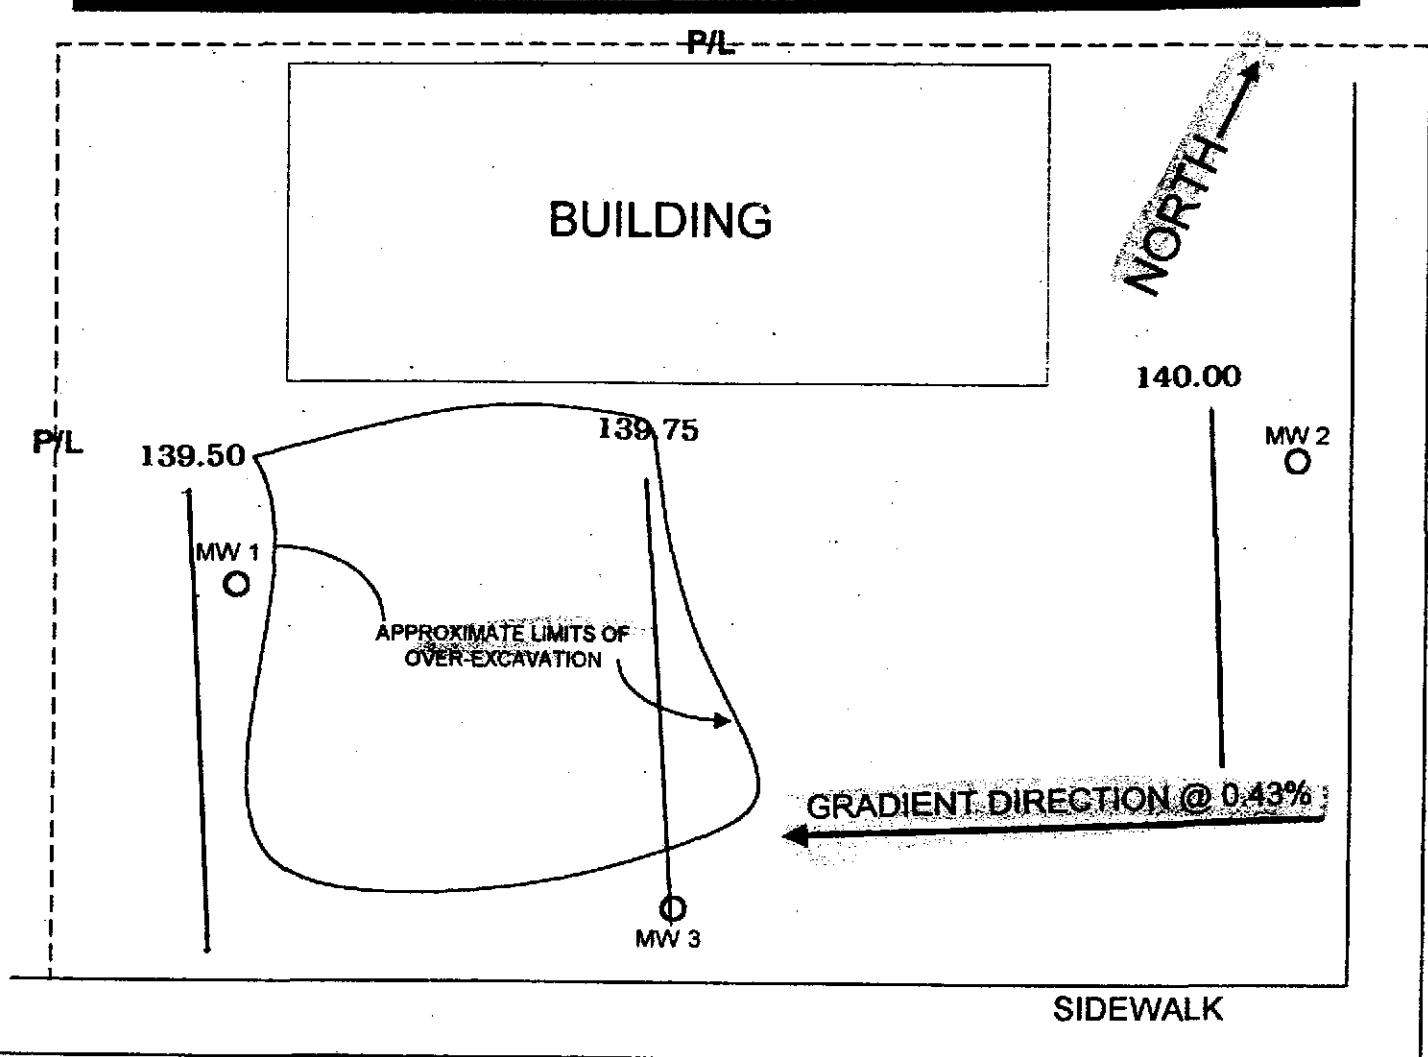 P/L
NORTH
BUILDING
140.00
139.75
MW 2
P/L
139.50
MW 1
APPROXIMATE LIMITS OF
OVER-EXCAVATION
GRADIENT DIRECTION @ 0.43%
MW 3
SIDEWALK